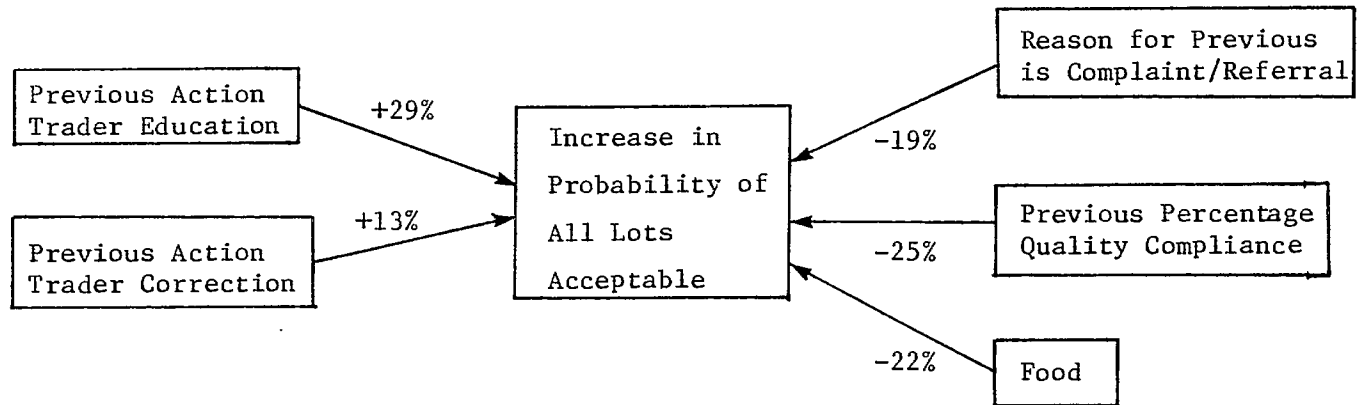 Previous Action
Trader Education
+29%
Previous Action
Trader Correction
+13%
Increase in
Probability of
All Lots
Acceptable
Reason for Previous
is Complaint/Referral
-19%
Previous Percentage
Quality Compliance
-25%
Food
-22%